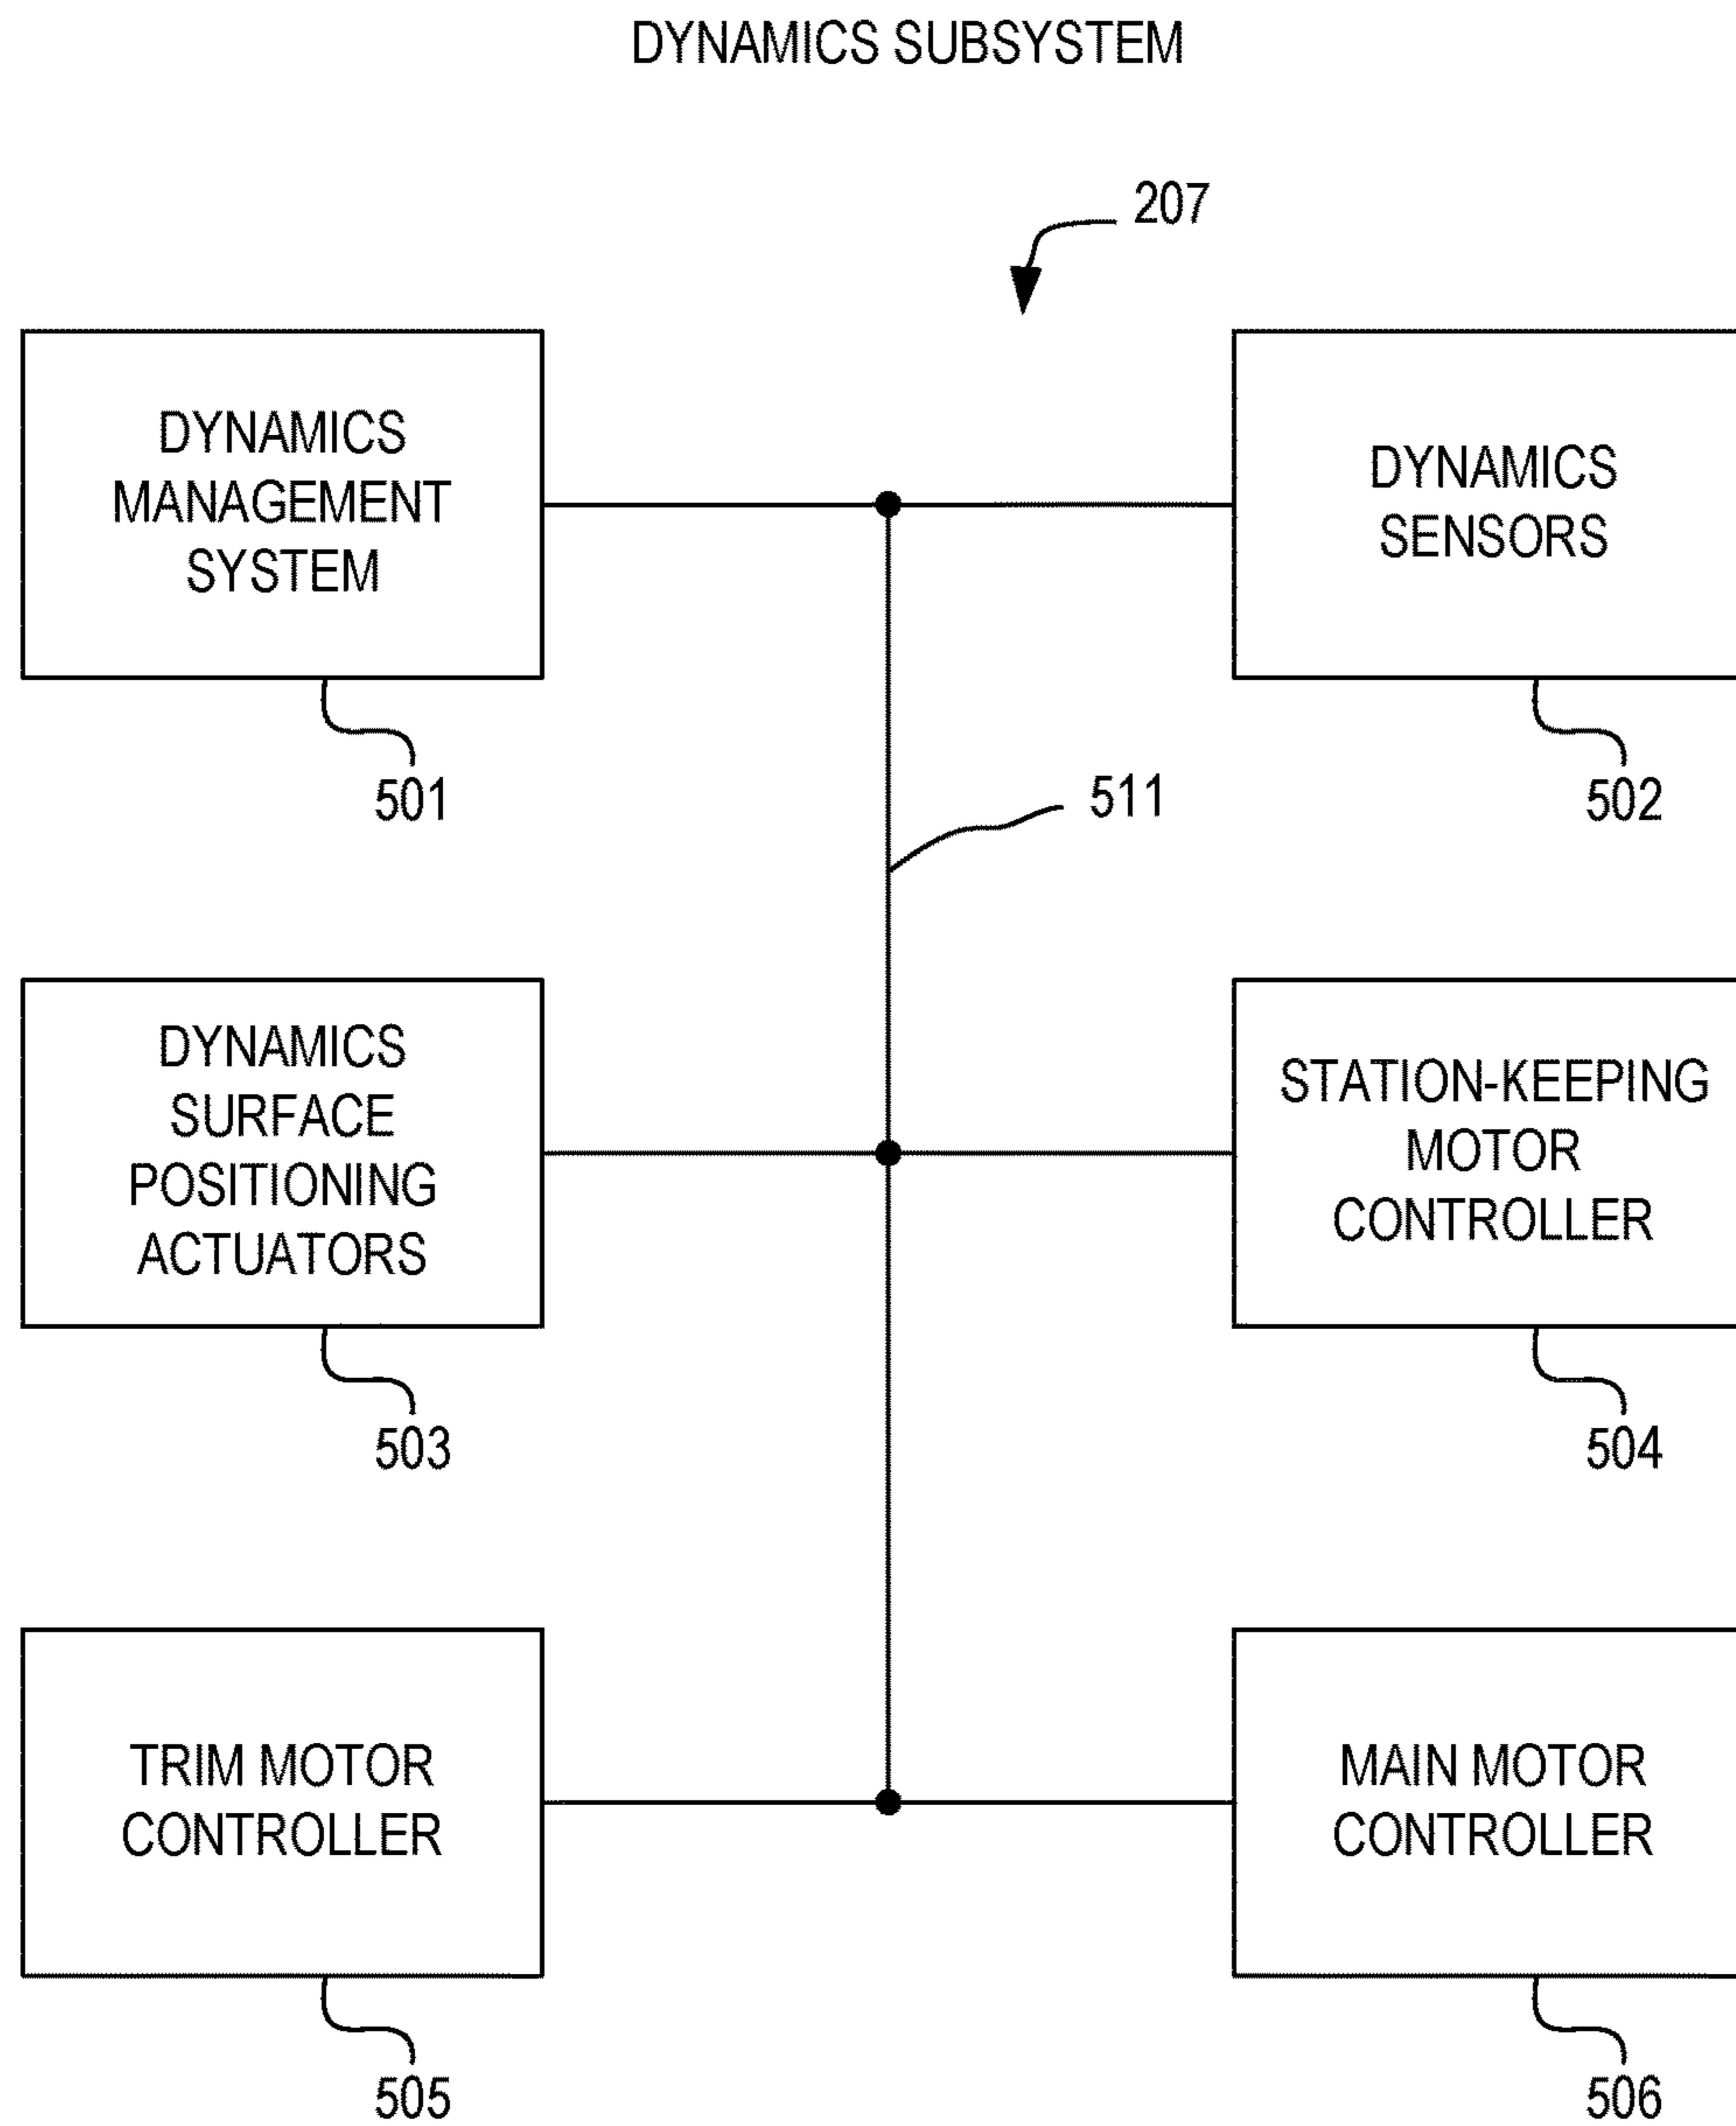 DYNAMICS SUBSYSTEM
207
DYNAMICS
MANAGEMENT
SYSTEM
501
DYNAMICS
SENSORS
502
511
DYNAMICS
SURFACE
POSITIONING
ACTUATORS
503
STATION-KEEPING
MOTOR
CONTROLLER
504
TRIM MOTOR
CONTROLLER
505
MAIN MOTOR
CONTROLLER
506